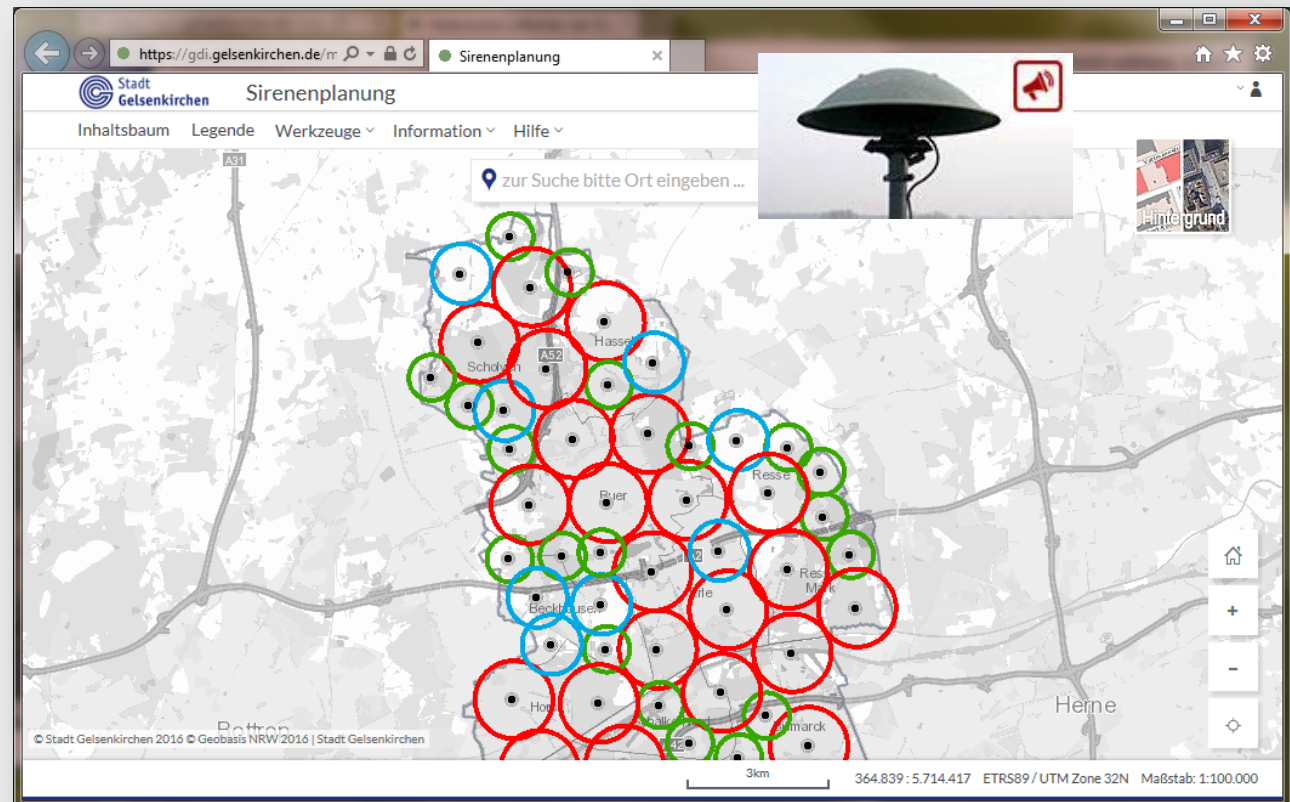 https://gdi.gelsenkirchen.de/m
Sirenenplanung
Stadt
Gelsenkirchen
Sirenenplanung
Inhaltsbaum Legende Werkzeuge Information Hilfe
A31
zur Suche bitte Ort eingeben ...
Hintergrund
Hassel
A52
Scholven
Resse
Buer
Erle
Beckhausen
Herne
Bottrop
© Stadt Gelsenkirchen 2016 © Geobasis NRW 2016 | Stadt Gelsenkirchen
3km
364.839 : 5.714.417 ETRS89 / UTM Zone 32N Maßstab: 1:100.000